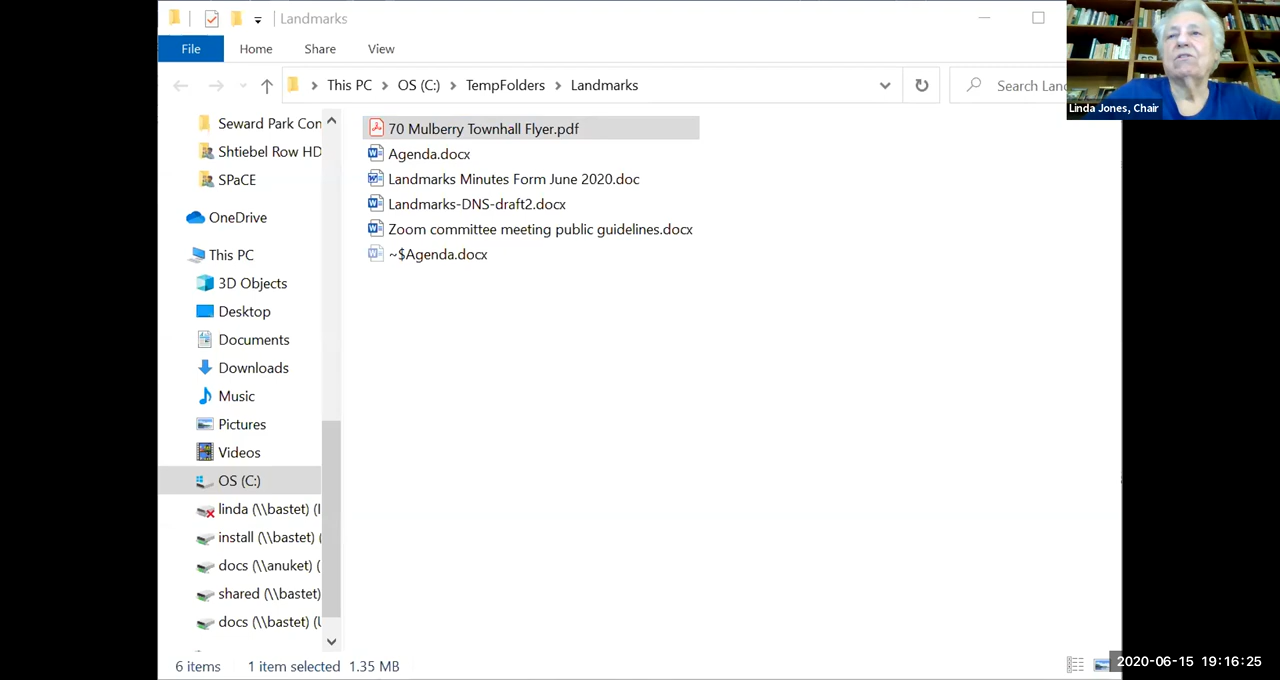 Landmarks
File Home Share View
This PC OS (C:) TempFolders Landmarks
Search Lan
Linda Jones, Chair
Seward Park Con
Shtiebel Row HD
SPaCE
OneDrive
This PC
3D Objects
Desktop
Documents
Downloads
Music
Pictures
Videos
OS (C:)
linda (\\bastet) (I
install (\\bastet) (
docs (\\anuket) (
shared (\\bastet)
docs (\\bastet) (U
70 Mulberry Townhall Flyer.pdf
Agenda.docx
Landmarks Minutes Form June 2020.doc
Landmarks-DNS-draft2.docx
Zoom committee meeting public guidelines.docx
~$Agenda.docx
6 items 1 item selected 1.35 MB
2020-06-15 19:16:25